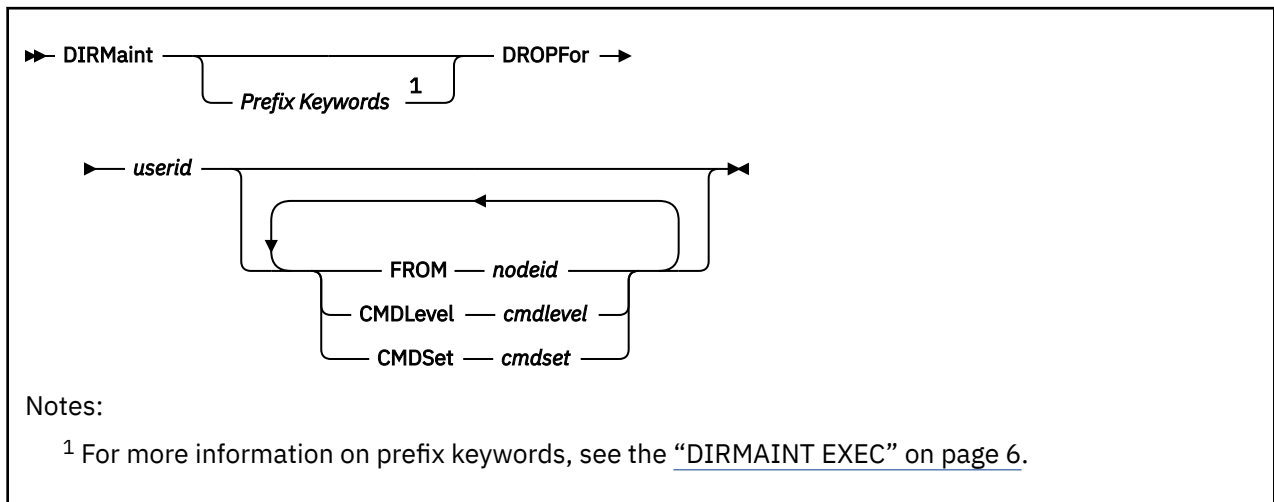 DIRMaint DROPFor
Prefix Keywords 1
userid
FROM nodeid
CMDLevel cmdlevel
CMDSet cmdset
Notes:
1 For more information on prefix keywords, see the “DIRMAINT EXEC” on page 6.